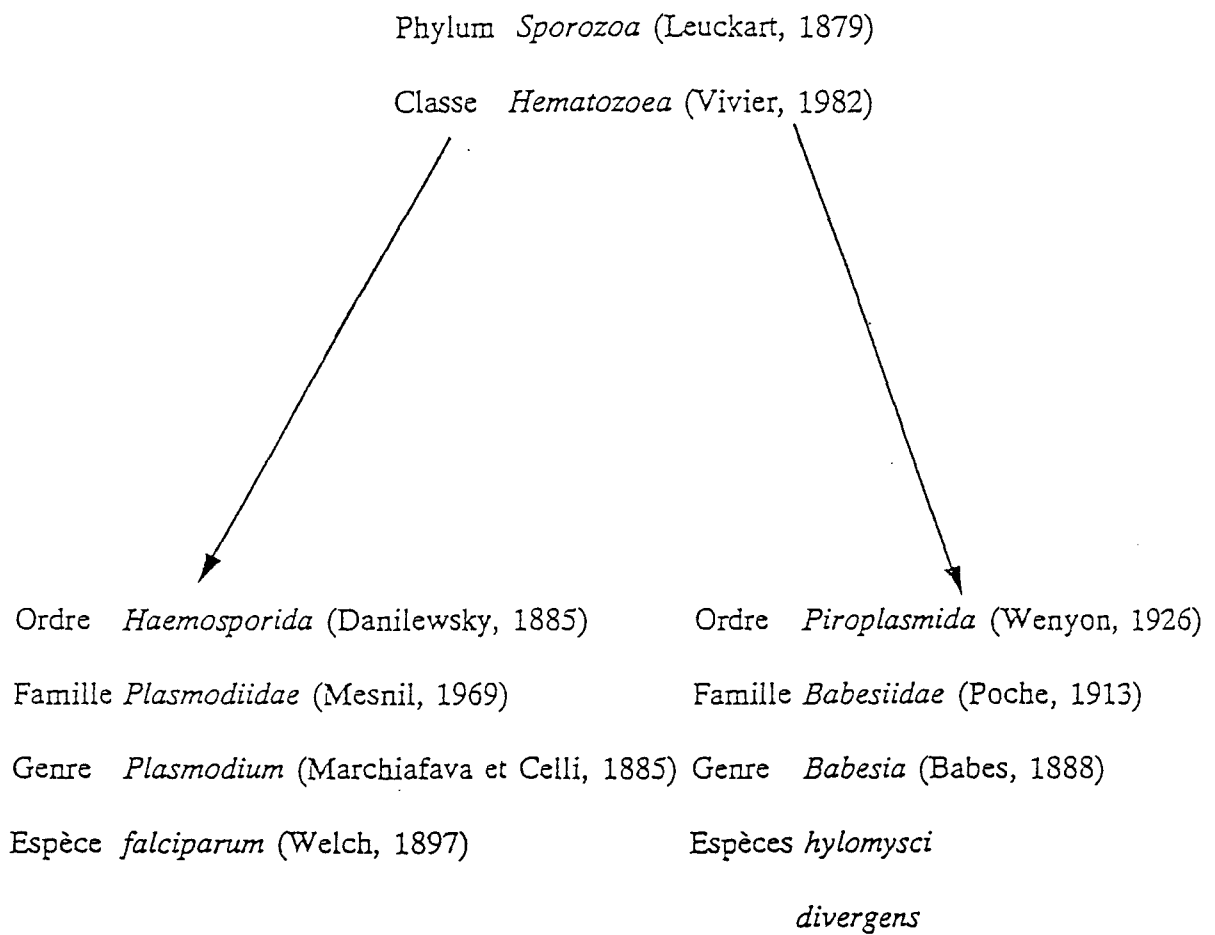 Phylum Sporozoa (Leuckart, 1879)
Classe Hematozoea (Vivier, 1982)
Ordre Haemosporida (Danilewsky, 1885)
Famille Plasmodiidae (Mesnil, 1969)
Genre Plasmodium (Marchiafava et Celli, 1885)
Espèce falciparum (Welch, 1897)
Ordre Piroplasmida (Wenyon, 1926)
Famille Babesiidae (Poche, 1913)
Genre Babesia (Babes, 1888)
Espèces hylomysci
divergens